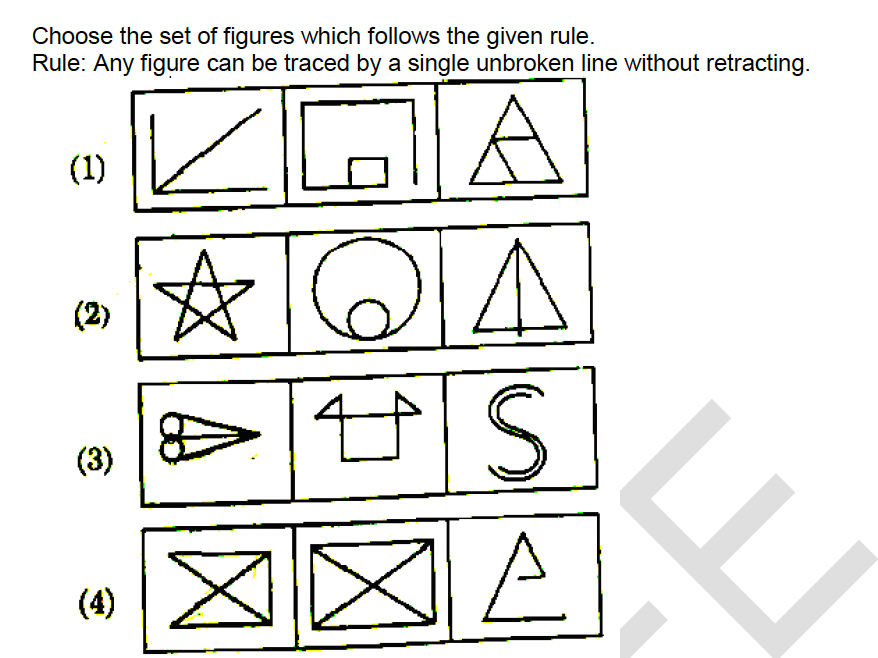 Choose the set of figures which follows the given rule.
Rule: Any figure can be traced by a single unbroken line without retracting.
(1)
(2)
(3)
(4)